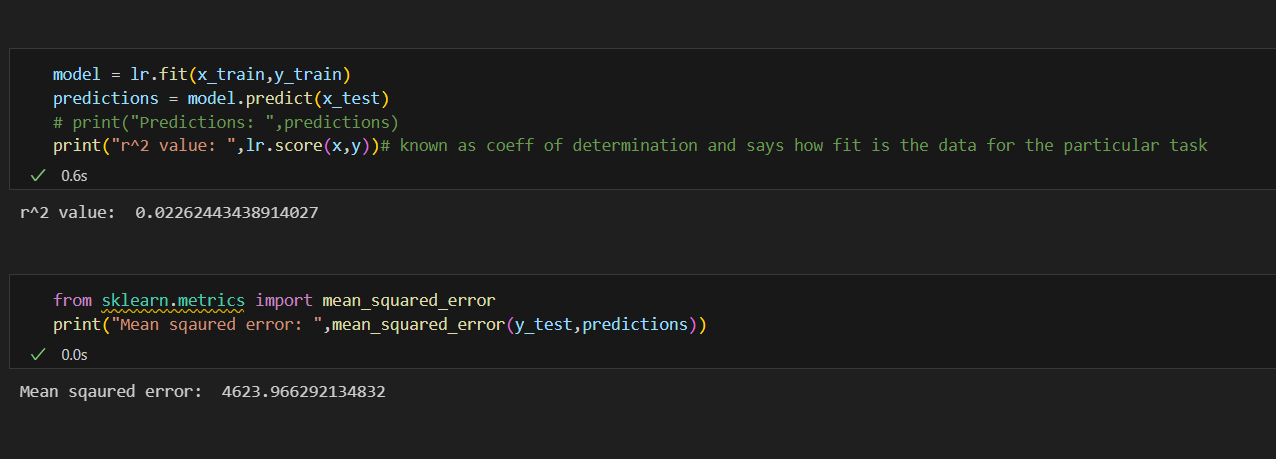 model = lr.fit(x_train,y_train)
predictions = model.predict(x_test)
# print("Predictions: ",predictions)
print("r^2 value: ",lr.score(x,y))# known as coeff of determination and says how fit is the data for the particular task
✓ 0.6s
r^2 value:  0.02262443438914027
from sklearn.metrics import mean_squared_error
print("Mean sqaured error: ",mean_squared_error(y_test,predictions))
✓ 0.0s
Mean sqaured error:  4623.966292134832